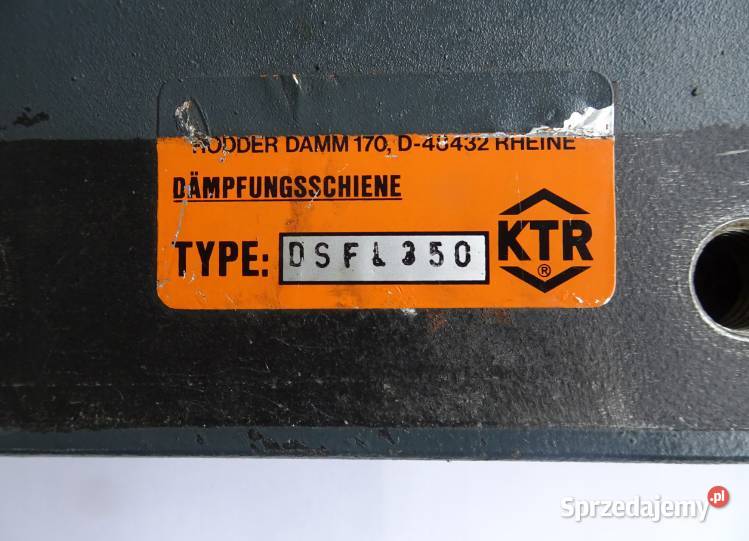 RODDER DAMM 170, D-48432 RHEINE
DÄMPFUNGSSCHIENE
TYPE: DSFL350
KTR
®
Sprzedajemy.pl